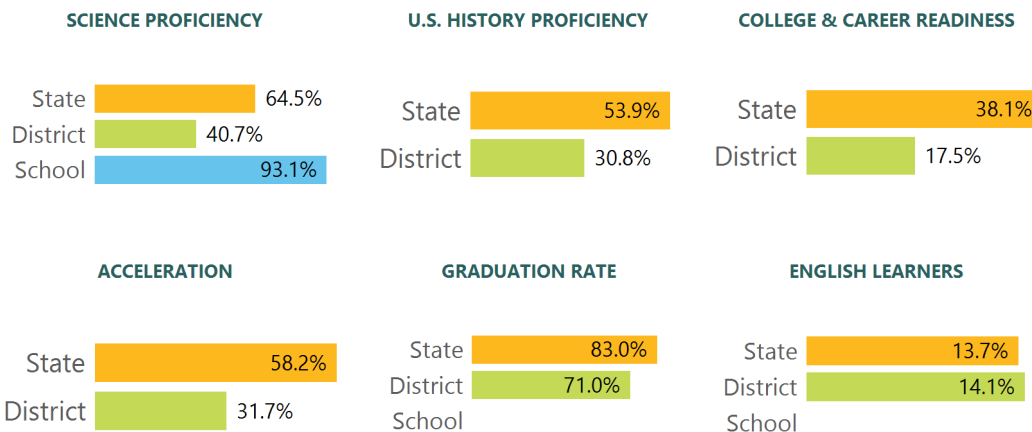 SCIENCE PROFICIENCY
State 64.5%
District 40.7%
School 93.1%
U.S. HISTORY PROFICIENCY
State 53.9%
District 30.8%
COLLEGE & CAREER READINESS
State 38.1%
District 17.5%
ACCELERATION
State 58.2%
District 31.7%
GRADUATION RATE
State 83.0%
District 71.0%
School
ENGLISH LEARNERS
State 13.7%
District 14.1%
School